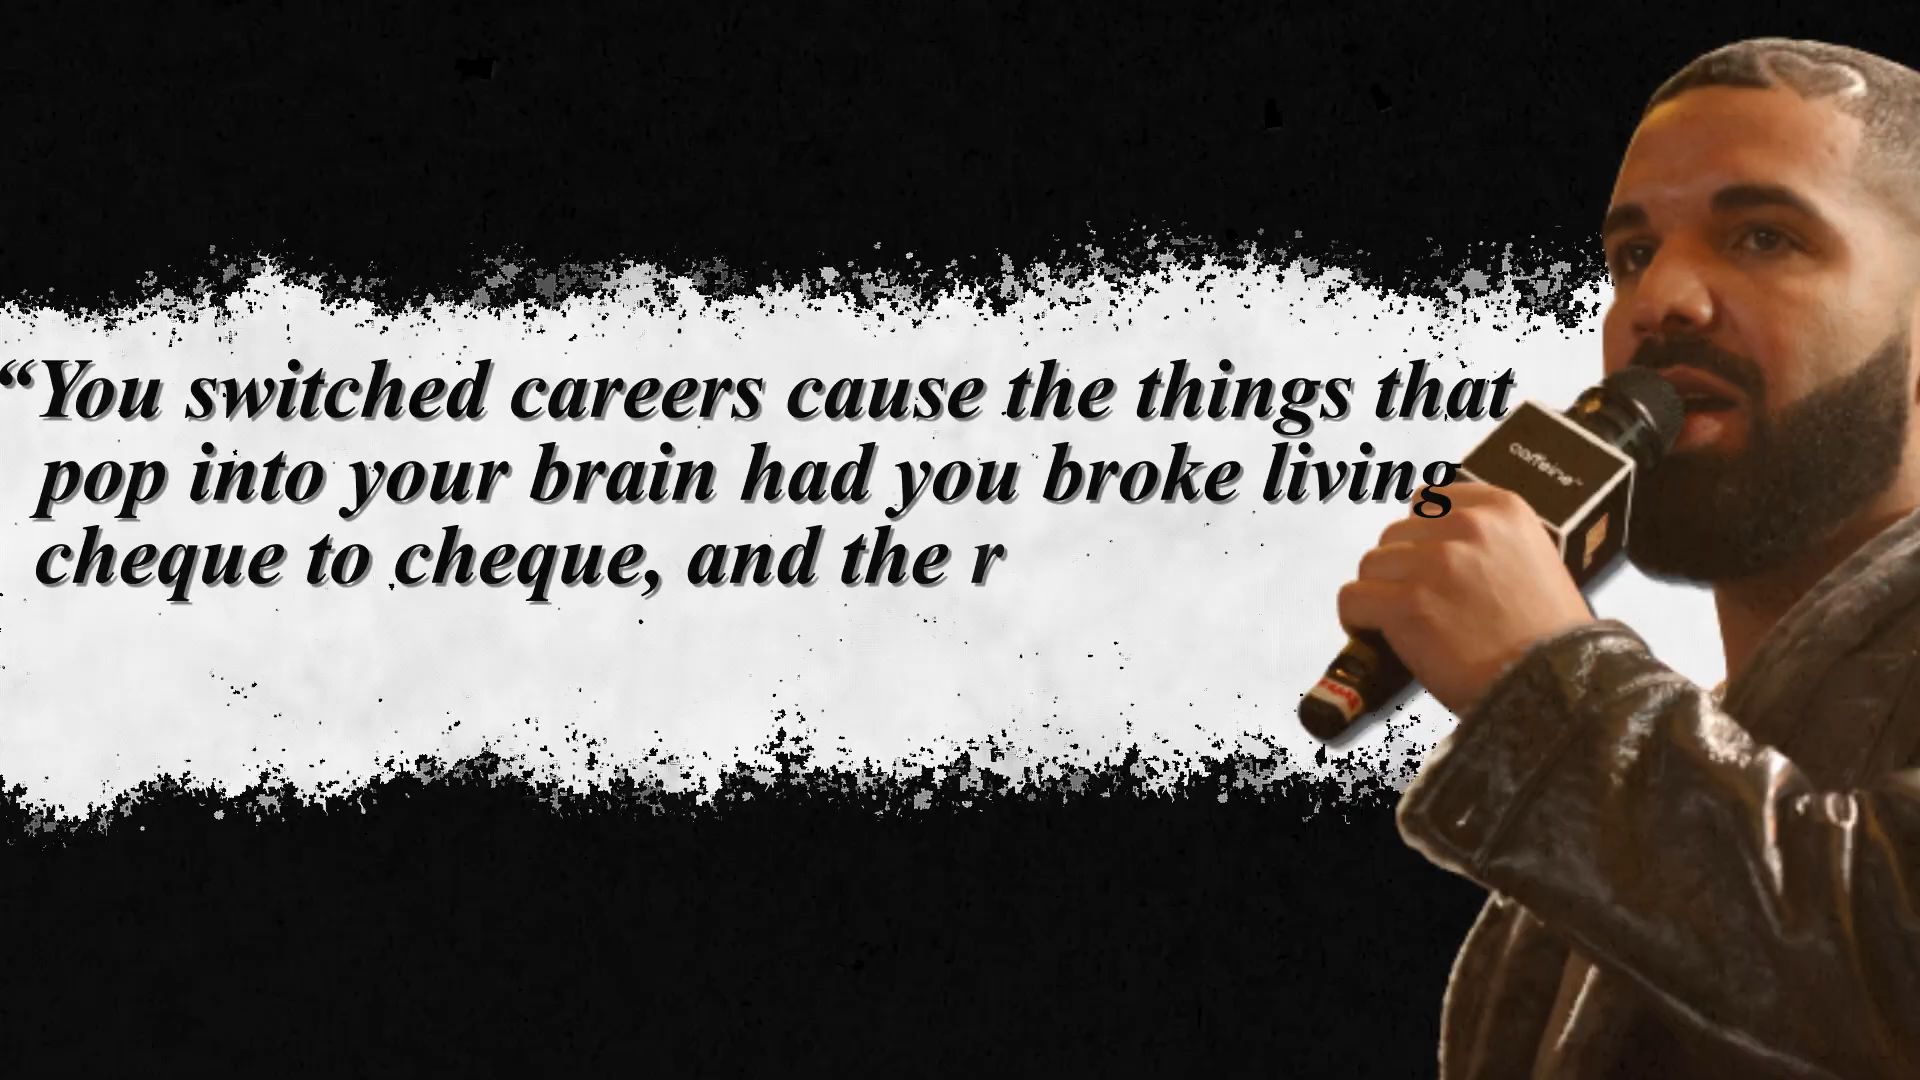 “You switched careers cause the things that
pop into your brain had you broke living
cheque to cheque, and the r
caffeine™